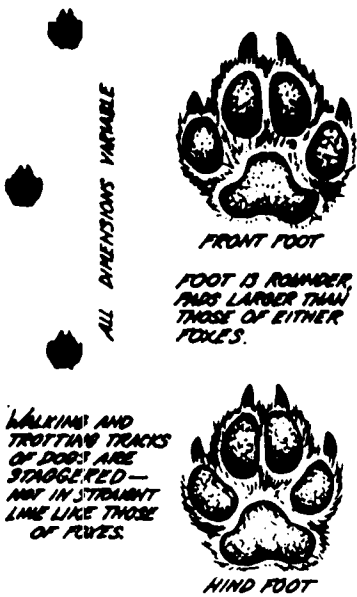 ALL DIMENSIONS VARIABLE
FRONT FOOT
FOOT IS ROUNDER,
PADS LARGER THAN
THOSE OF EITHER
FOXES.
WALKING AND
TROTTING TRACKS
OF DOGS ARE
STAGGERED —
NOT IN STRAIGHT
LINE LIKE THOSE
OF FOXES.
HIND FOOT